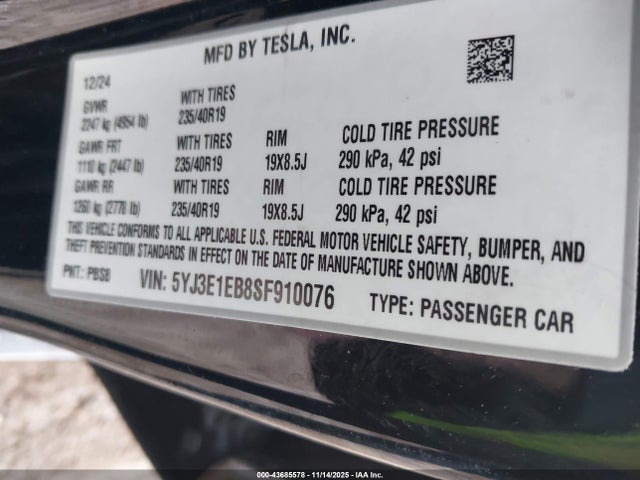 MFD BY TESLA, INC.
12/24
GVWR
2247 kg (4954 lb)
WITH TIRES
235/40R19
GAWR FRT
1110 kg (2447 lb)
WITH TIRES
235/40R19
RIM
19X8.5J
COLD TIRE PRESSURE
290 kPa, 42 psi
GAWR RR
1260 kg (2778 lb)
WITH TIRES
235/40R19
RIM
19X8.5J
COLD TIRE PRESSURE
290 kPa, 42 psi
THIS VEHICLE CONFORMS TO ALL APPLICABLE U.S. FEDERAL MOTOR VEHICLE SAFETY, BUMPER, AND
THEFT PREVENTION STANDARDS IN EFFECT ON THE DATE OF MANUFACTURE SHOWN ABOVE.
PNT: PBSB
VIN: 5YJ3E1EB8SF910076
TYPE: PASSENGER CAR
000-43685578 - 11/14/2025 - IAA Inc.